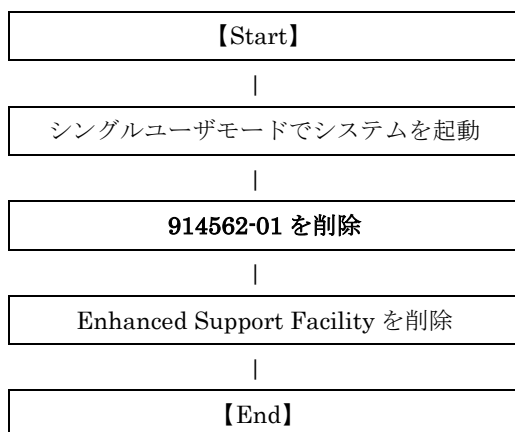 【Start】
|
シングルユーザモードでシステムを起動
|
914562-01 を削除
|
Enhanced Support Facility を削除
|
【End】